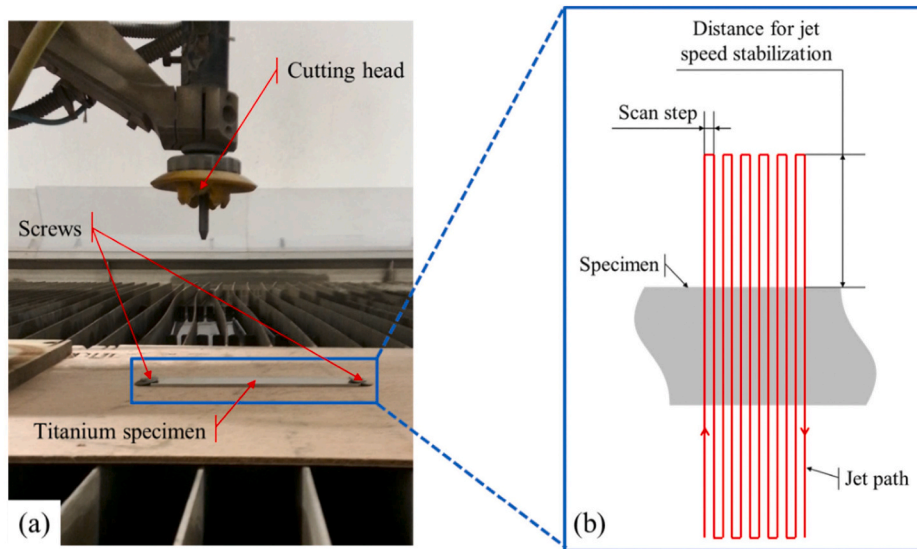 Cutting head
Screws
Titanium specimen
(a)
Distance for jet
speed stabilization
Scan step
Specimen
Jet path
(b)